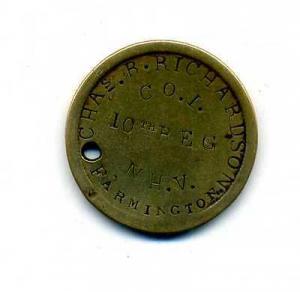 CHAS. B. RICHARDSON
CO. I.
10TH REG
N.H.V.
FARMINGTON